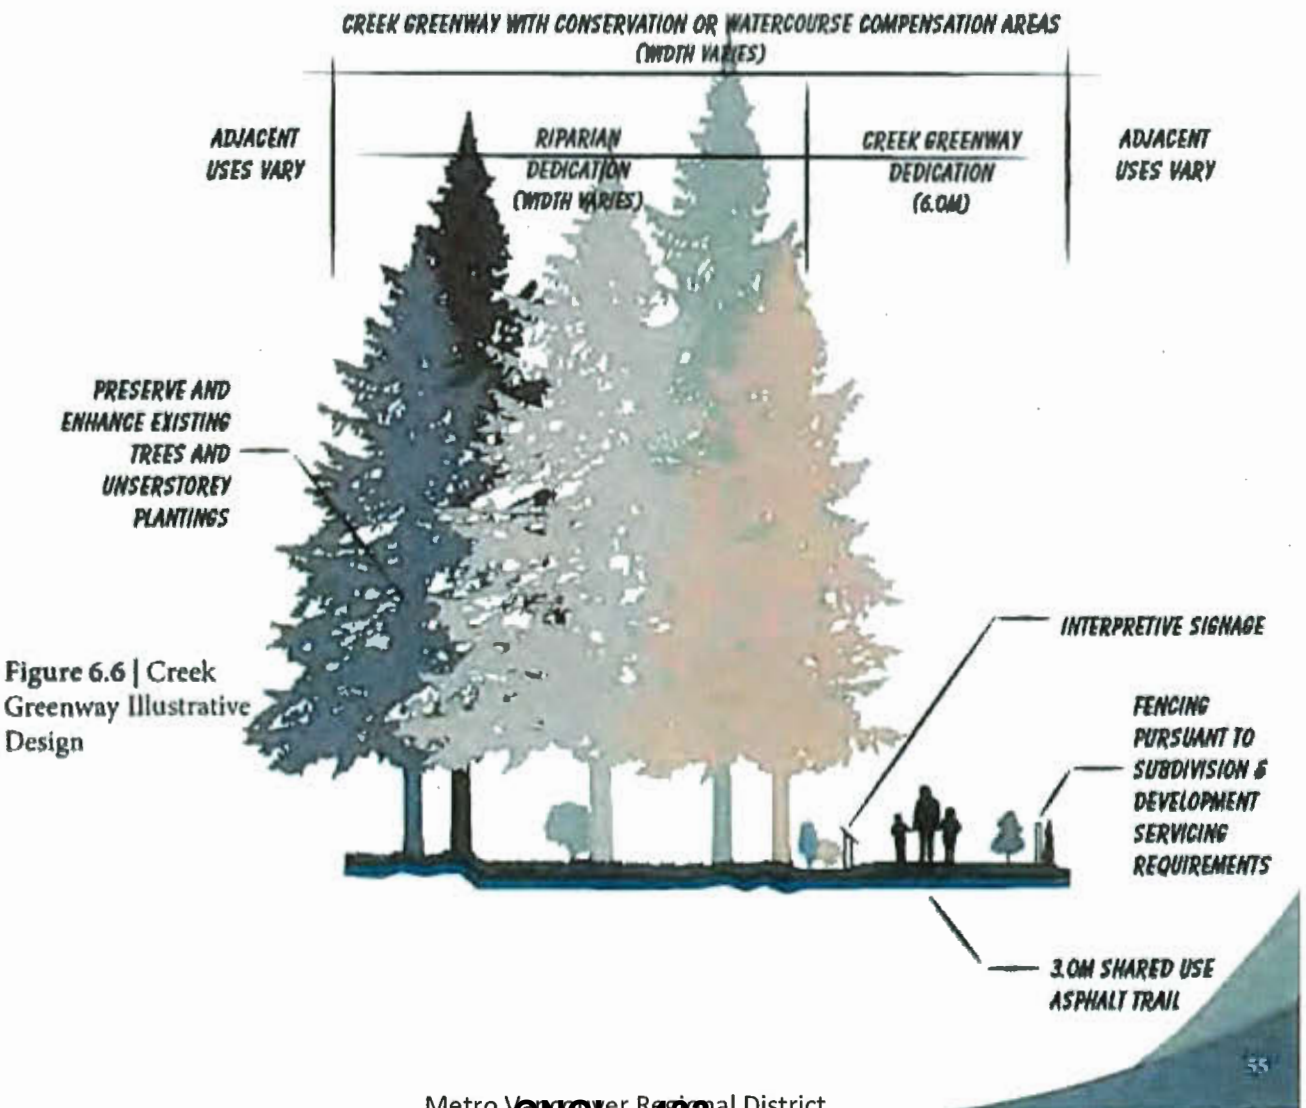 CREEK GREENWAY WITH CONSERVATION OR WATERCOURSE COMPENSATION AREAS
(WIDTH VARIES)
ADJACENT
USES VARY
RIPARIAN
DEDICATION
(WIDTH VARIES)
CREEK GREENWAY
DEDICATION
(6.0M)
ADJACENT
USES VARY
PRESERVE AND
ENHANCE EXISTING
TREES AND
UNSERSTOREY
PLANTINGS
INTERPRETIVE SIGNAGE
Figure 6.6 | Creek
Greenway Illustrative
Design
FENCING
PURSUANT TO
SUBDIVISION &
DEVELOPMENT
SERVICING
REQUIREMENTS
3.0M SHARED USE
ASPHALT TRAIL
55
Metro Vancouver Regional District